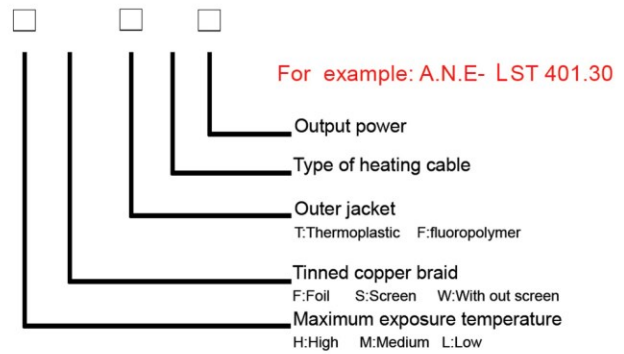 For example: A.N.E- LST 401.30
Output power
Type of heating cable
Outer jacket
T:Thermoplastic F:fluoropolymer
Tinned copper braid
F:Foil S:Screen W:With out screen
Maximum exposure temperature
H:High M:Medium L:Low